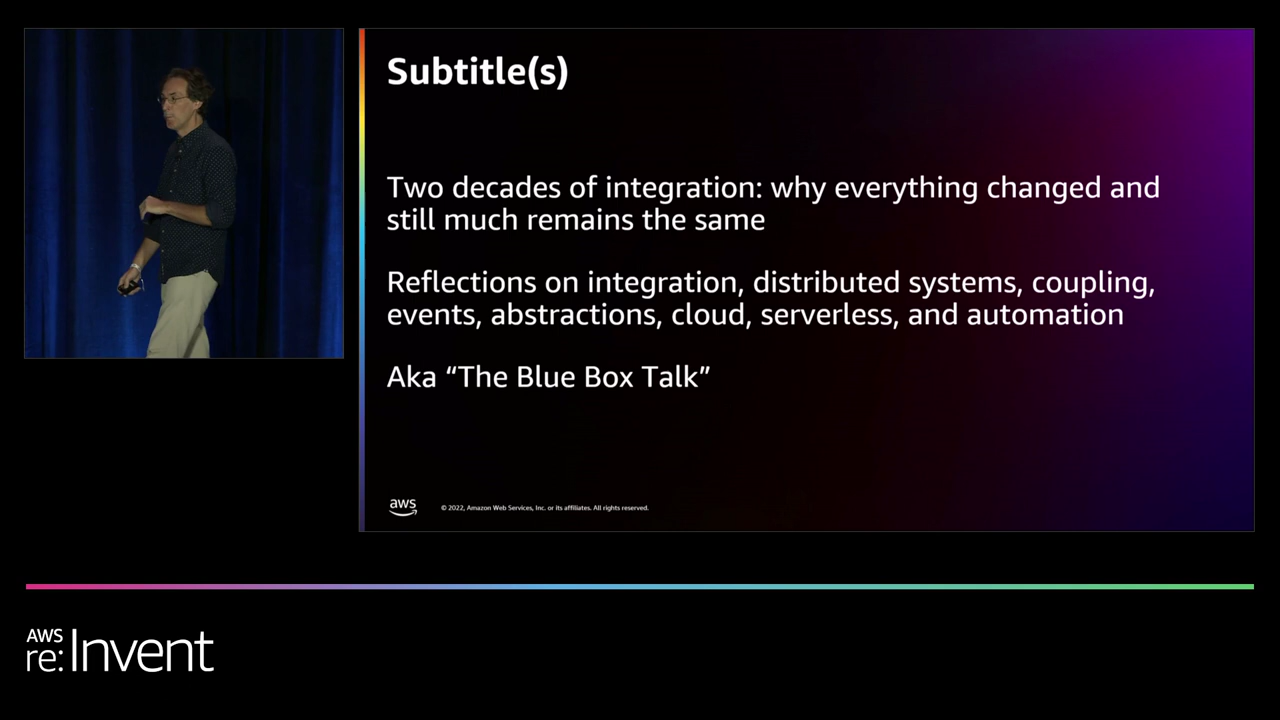 Subtitle(s)
Two decades of integration: why everything changed and
still much remains the same
Reflections on integration, distributed systems, coupling,
events, abstractions, cloud, serverless, and automation
Aka “The Blue Box Talk”
aws
© 2022, Amazon Web Services, Inc. or its affiliates. All rights reserved.
AWS
re:Invent